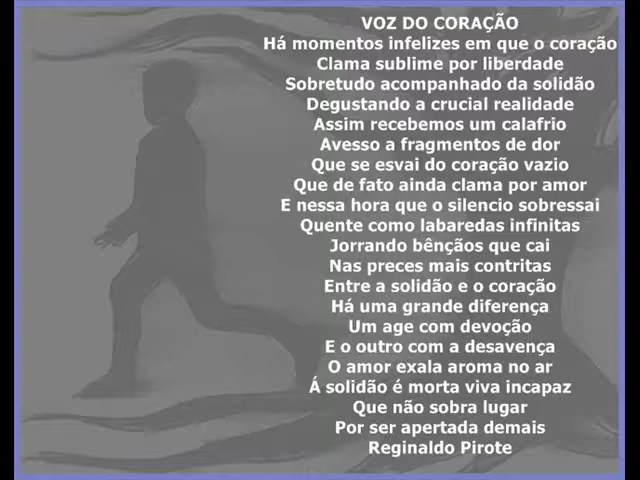 VOZ DO CORAÇÃO
Há momentos infelizes em que o coração
Clama sublime por liberdade
Sobretudo acompanhado da solidão
Degustando a crucial realidade
Assim recebemos um calafrio
Avesso a fragmentos de dor
Que se esvai do coração vazio
Que de fato ainda clama por amor
E nessa hora que o silencio sobressai
Quente como labaredas infinitas
Jorrando bênçãos que cai
Nas preces mais contritas
Entre a solidão e o coração
Há uma grande diferença
Um age com devoção
E o outro com a desavença
O amor exala aroma no ar
Á solidão é morta viva incapaz
Que não sobra lugar
Por ser apertada demais
Reginaldo Pirote